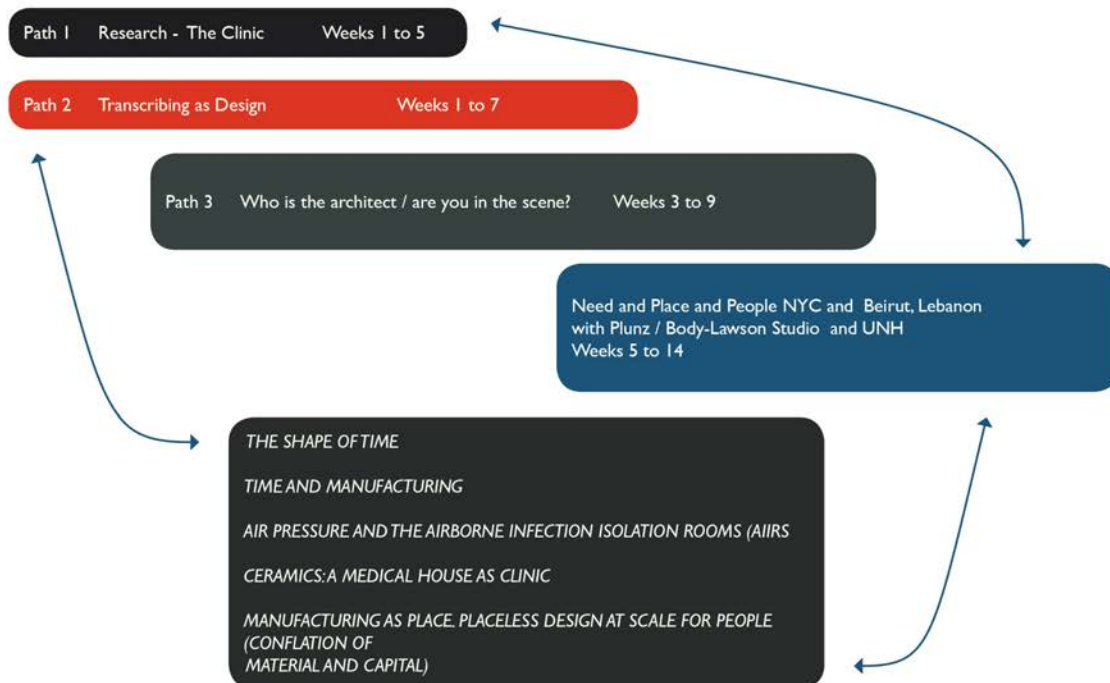 Path 1 Research - The Clinic Weeks 1 to 5
Path 2 Transcribing as Design Weeks 1 to 7
Path 3 Who is the architect / are you in the scene? Weeks 3 to 9
Need and Place and People NYC and Beirut, Lebanon
with Plunz / Body-Lawson Studio and UNH
Weeks 5 to 14
THE SHAPE OF TIME
TIME AND MANUFACTURING
AIR PRESSURE AND THE AIRBORNE INFECTION ISOLATION ROOMS (AIIRS
CERAMICS: A MEDICAL HOUSE AS CLINIC
MANUFACTURING AS PLACE. PLACELESS DESIGN AT SCALE FOR PEOPLE
(CONFLATION OF
MATERIAL AND CAPITAL)